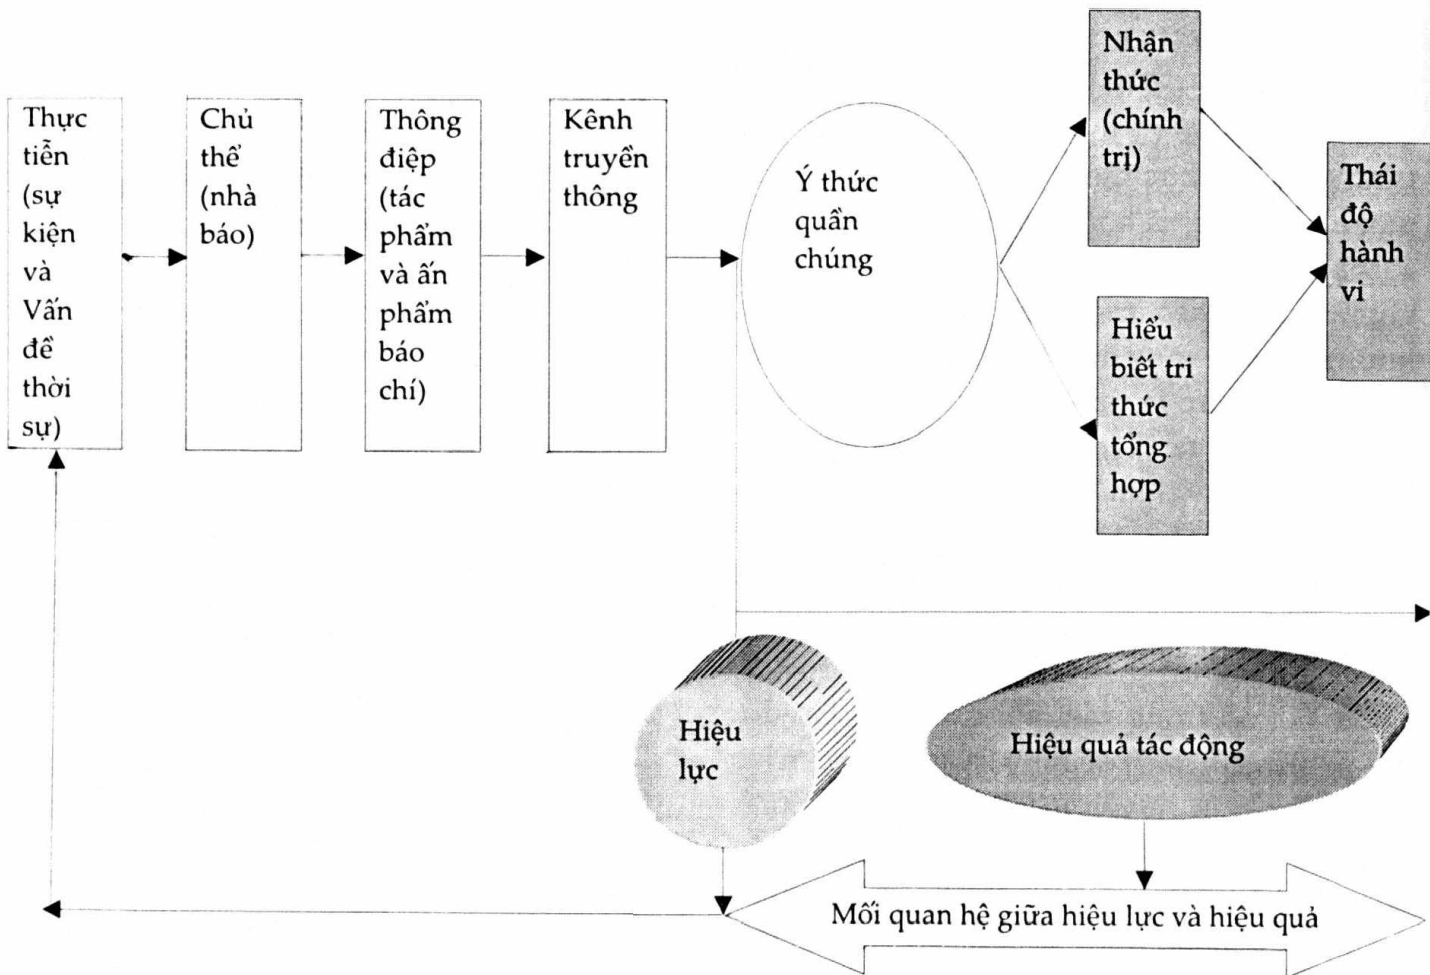 Thực
tiễn
(sự
kiện
và
Vấn
đề
thời
sự)
Chủ
thể
(nhà
báo)
Thông
điệp
(tác
phẩm
và ấn
phẩm
báo
chí)
Kênh
truyền
thông
Ý thức
quần
chúng
Nhận
thức
(chính
trị)
Hiểu
biết tri
thức
tổng
hợp
Thái
độ
hành
vi
Hiệu
lực
Hiệu quả tác động
Mối quan hệ giữa hiệu lực và hiệu quả